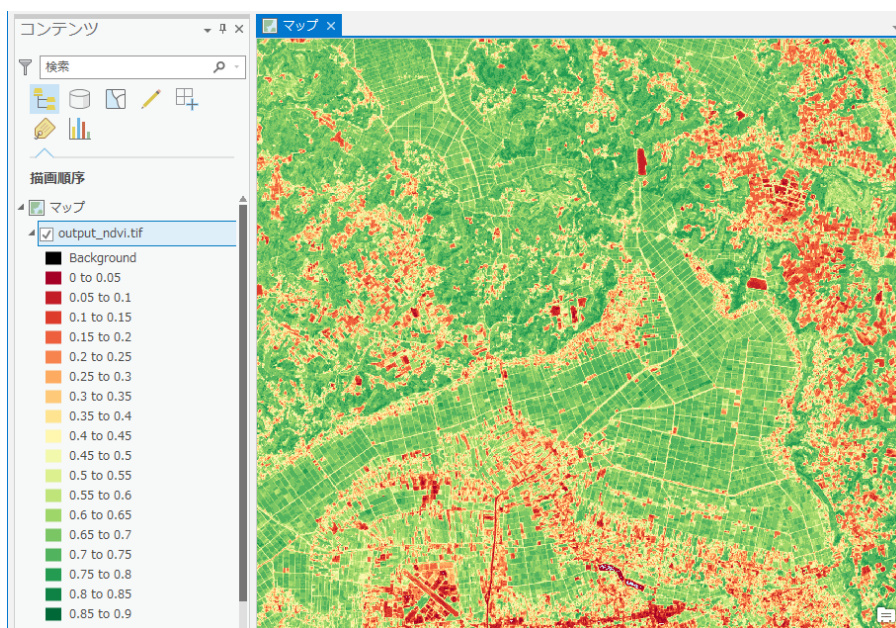 コンテンツ
マップ
検索
描画順序
マップ
output_ndvi.tif
Background
0 to 0.05
0.05 to 0.1
0.1 to 0.15
0.15 to 0.2
0.2 to 0.25
0.25 to 0.3
0.3 to 0.35
0.35 to 0.4
0.4 to 0.45
0.45 to 0.5
0.5 to 0.55
0.55 to 0.6
0.6 to 0.65
0.65 to 0.7
0.7 to 0.75
0.75 to 0.8
0.8 to 0.85
0.85 to 0.9